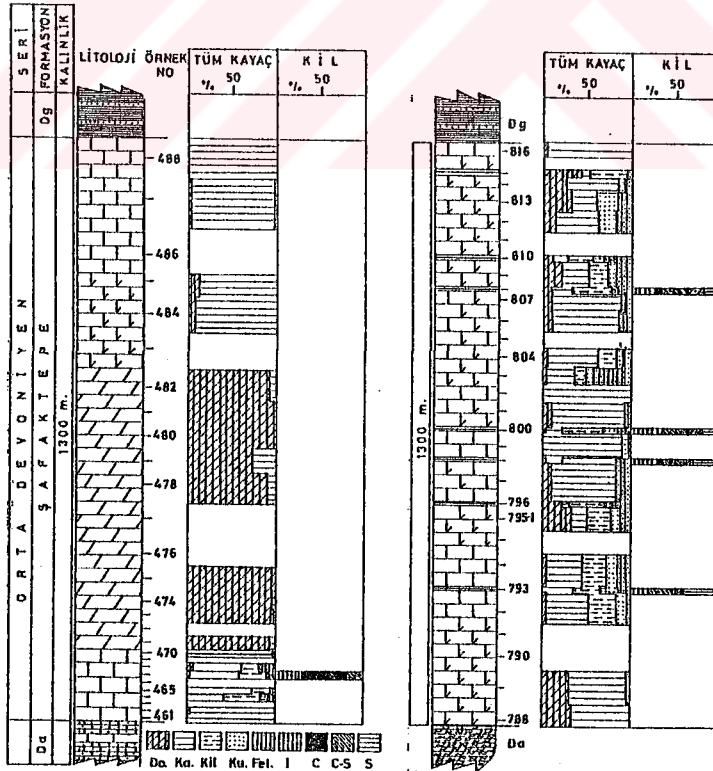 SERİ
FORMASYON
KALINLIK
LİTOLOJİ
ÖRNEK NO
TÜM KAYAÇ
% 50
KİL
% 50
TÜM KAYAÇ
% 50
KİL
% 50
Dg
ORTA DEVONİYEN
ŞAFAKTEPE
1300 m.
Da
488
486
484
482
480
478
476
474
470
465
461
1300 m.
Dg
816
813
810
807
804
800
796
795-1
793
790
788
Da
Do. Ka. Kil Ku. Fel. I C C-S S